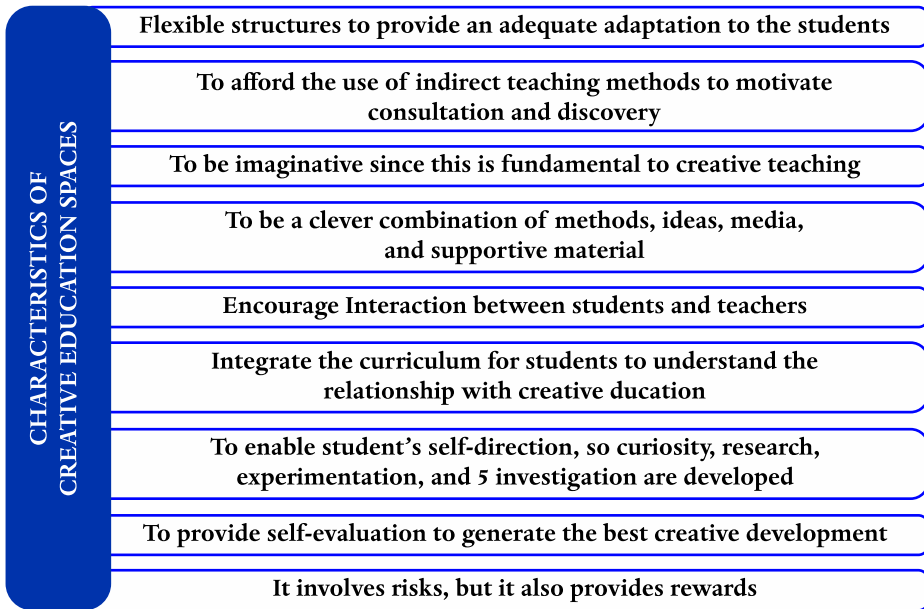 CHARACTERISTICS OF
CREATIVE EDUCATION SPACES
Flexible structures to provide an adequate adaptation to the students
To afford the use of indirect teaching methods to motivate
consultation and discovery
To be imaginative since this is fundamental to creative teaching
To be a clever combination of methods, ideas, media,
and supportive material
Encourage Interaction between students and teachers
Integrate the curriculum for students to understand the
relationship with creative ducation
To enable student’s self-direction, so curiosity, research,
experimentation, and 5 investigation are developed
To provide self-evaluation to generate the best creative development
It involves risks, but it also provides rewards